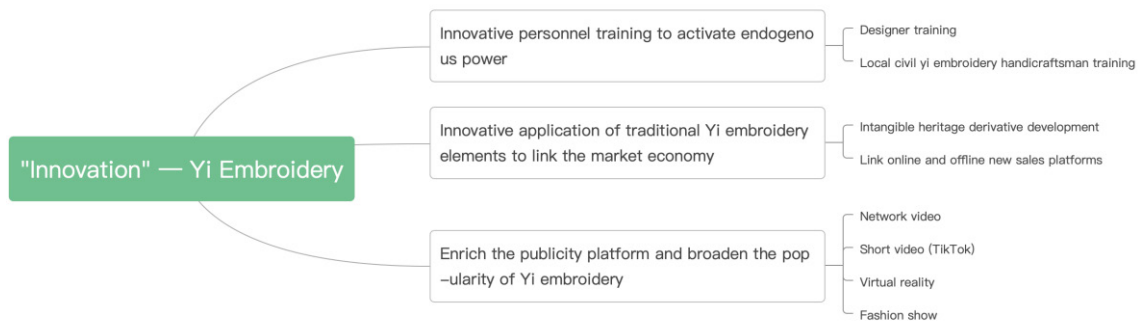 "Innovation" — Yi Embroidery
Innovative personnel training to activate endogeno
us power
Designer training
Local civil yi embroidery handicraftsman training
Innovative application of traditional Yi embroidery
elements to link the market economy
Intangible heritage derivative development
Link online and offline new sales platforms
Enrich the publicity platform and broaden the pop
-ularity of Yi embroidery
Network video
Short video (TikTok)
Virtual reality
Fashion show